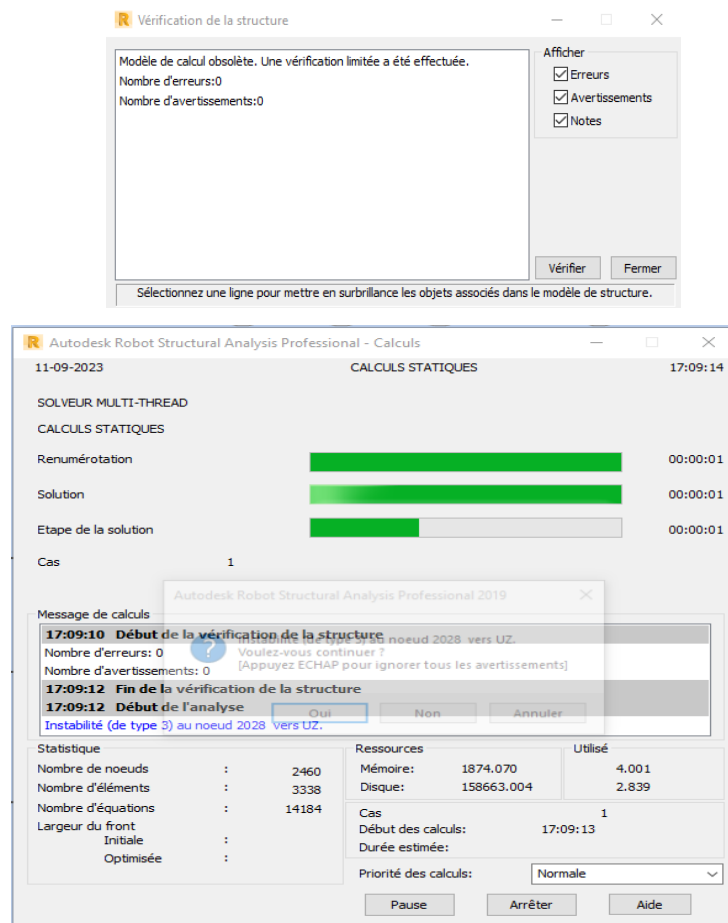 Vérification de la structure
Modèle de calcul obsolète. Une vérification limitée a été effectuée.
Nombre d'erreurs:0
Nombre d'avertissements:0
Afficher
Erreurs
Avertissements
Notes
Vérifier Fermer
Sélectionnez une ligne pour mettre en surbrillance les objets associés dans le modèle de structure.
Autodesk Robot Structural Analysis Professional - Calculs
11-09-2023 CALCULS STATIQUES 17:09:14
SOLVEUR MULTI-THREAD
CALCULS STATIQUES
Renumérotation 00:00:01
Solution 00:00:01
Etape de la solution 00:00:01
Cas 1
Autodesk Robot Structural Analysis Professional 2019
Message de calculs
17:09:10 Début de la vérification de la structure
Instabilité (de type 3) au noeud 2028 vers UZ.
Nombre d'erreurs: 0
Voulez-vous continuer ?
Nombre d'avertissements: 0
[Appuyez ECHAP pour ignorer tous les avertissements]
17:09:12 Fin de la vérification de la structure
17:09:12 Début de l'analyse
Oui Non Annuler
Instabilité (de type 3) au noeud 2028 vers UZ.
Statistique
Nombre de noeuds : 2460
Nombre d'éléments : 3338
Nombre d'équations : 14184
Largeur du front
Initiale :
Optimisée :
Ressources Utilisé
Mémoire: 1874.070 4.001
Disque: 158663.004 2.839
Cas 1
Début des calculs: 17:09:13
Durée estimée:
Priorité des calculs: Normale
Pause Arrêter Aide